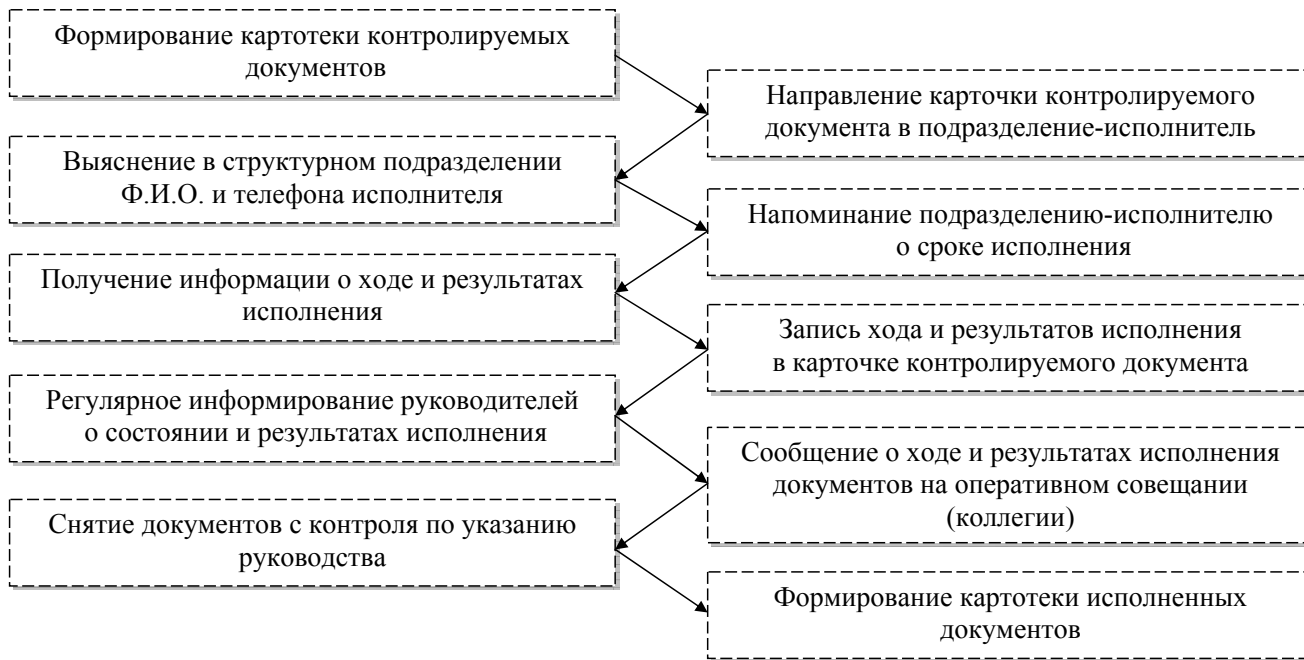 Формирование картотеки контролируемых
документов
Направление карточки контролируемого
документа в подразделение-исполнитель
Выяснение в структурном подразделении
Ф.И.О. и телефона исполнителя
Напоминание подразделению-исполнителю
о сроке исполнения
Получение информации о ходе и результатах
исполнения
Запись хода и результатов исполнения
в карточке контролируемого документа
Регулярное информирование руководителей
о состоянии и результатах исполнения
Сообщение о ходе и результатах исполнения
документов на оперативном совещании
(коллегии)
Снятие документов с контроля по указанию
руководства
Формирование картотеки исполненных
документов